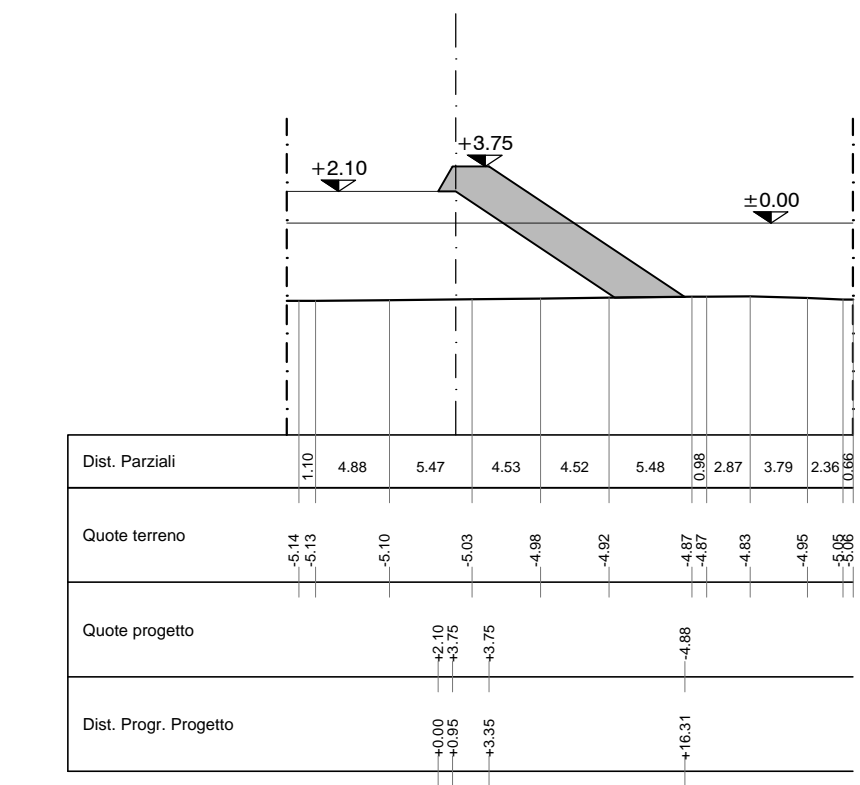 +3.75
+2.10
±0.00
Dist. Parziali 1.10 4.88 5.47 4.53 4.52 5.48 0.98 2.87 3.79 2.36 0.66
Quote terreno -5.14 -5.13 -5.10 -5.03 -4.98 -4.92 -4.87 -4.87 -4.83 -4.95 -5.05 -5.06
Quote progetto +2.10 +3.75 +3.75 -4.88
Dist. Progr. Progetto +0.00 +0.95 +3.35 +16.31